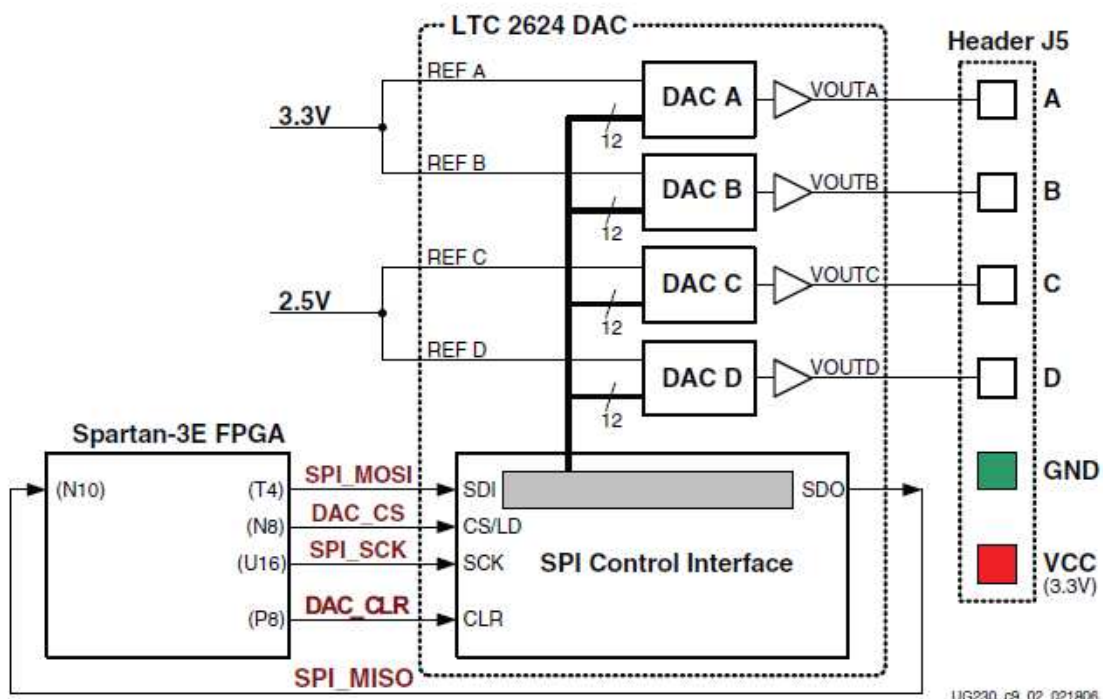 LTC 2624 DAC
Header J5
REF A
DAC A
VOUTA
A
3.3V
12
REF B
DAC B
VOUTB
B
12
REF C
DAC C
VOUTC
C
2.5V
12
REF D
DAC D
VOUTD
D
12
Spartan-3E FPGA
GND
(N10)
(T4)
SPI_MOSI
SDI
SDO
(N8)
DAC_CS
CS/LD
(U16)
SPI_SCK
SCK
SPI Control Interface
VCC
(3.3V)
(P8)
DAC_CLR
CLR
SPI_MISO
UG230_c9_02_021806